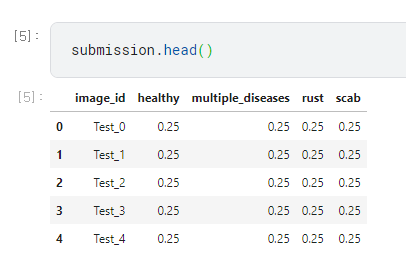 [5]: submission.head()
[5]: image_id healthy multiple_diseases rust scab
0 Test_0 0.25 0.25 0.25 0.25
1 Test_1 0.25 0.25 0.25 0.25
2 Test_2 0.25 0.25 0.25 0.25
3 Test_3 0.25 0.25 0.25 0.25
4 Test_4 0.25 0.25 0.25 0.25